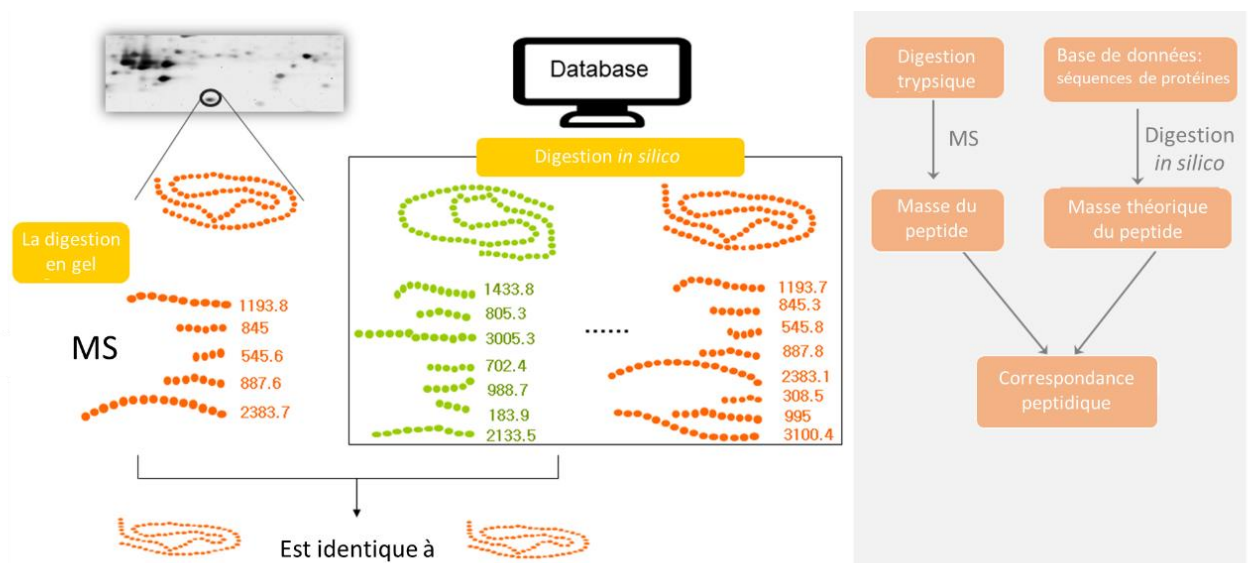 Database
Digestion in silico
La digestion
en gel
MS
1193.8
845
545.6
887.6
2383.7
1433.8
805.3
3005.3
702.4
988.7
183.9
2133.5
......
1193.7
845.3
545.8
887.8
2383.1
308.5
995
3100.4
Est identique à
Digestion
trypsique
Base de données:
séquences de protéines
MS
Digestion
in silico
Masse du
peptide
Masse théorique
du peptide
Correspondance
peptidique